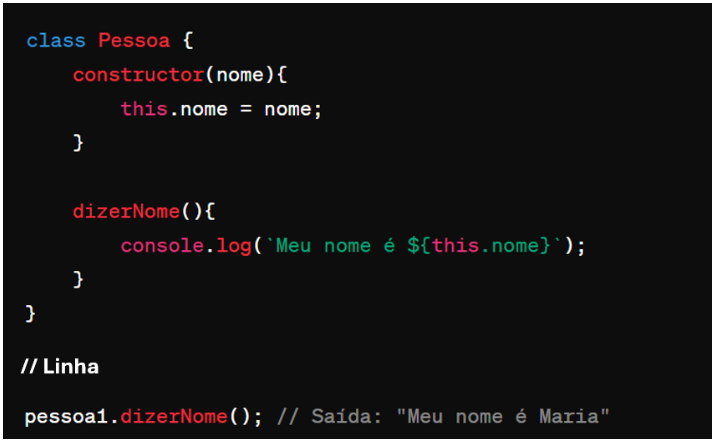 class Pessoa {
constructor(nome){
this.nome = nome;
}
dizerNome(){
console.log(`Meu nome é ${this.nome}`);
}
}
// Linha
pessoa1.dizerNome(); // Saída: "Meu nome é Maria"